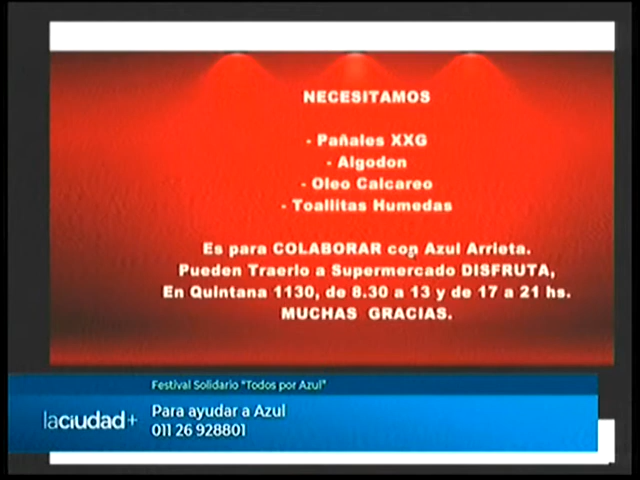 NECESITAMOS
- Pañales XXG
- Algodon
- Oleo Calcareo
- Toallitas Humedas
Es para COLABORAR con Azul Arrieta.
Pueden Traerlo a Supermercado DISFRUTA,
En Quintana 1130, de 8.30 a 13 y de 17 a 21 hs.
MUCHAS GRACIAS.
Festival Solidario "Todos por Azul"
laciudad+
Para ayudar a Azul
011 26 928801